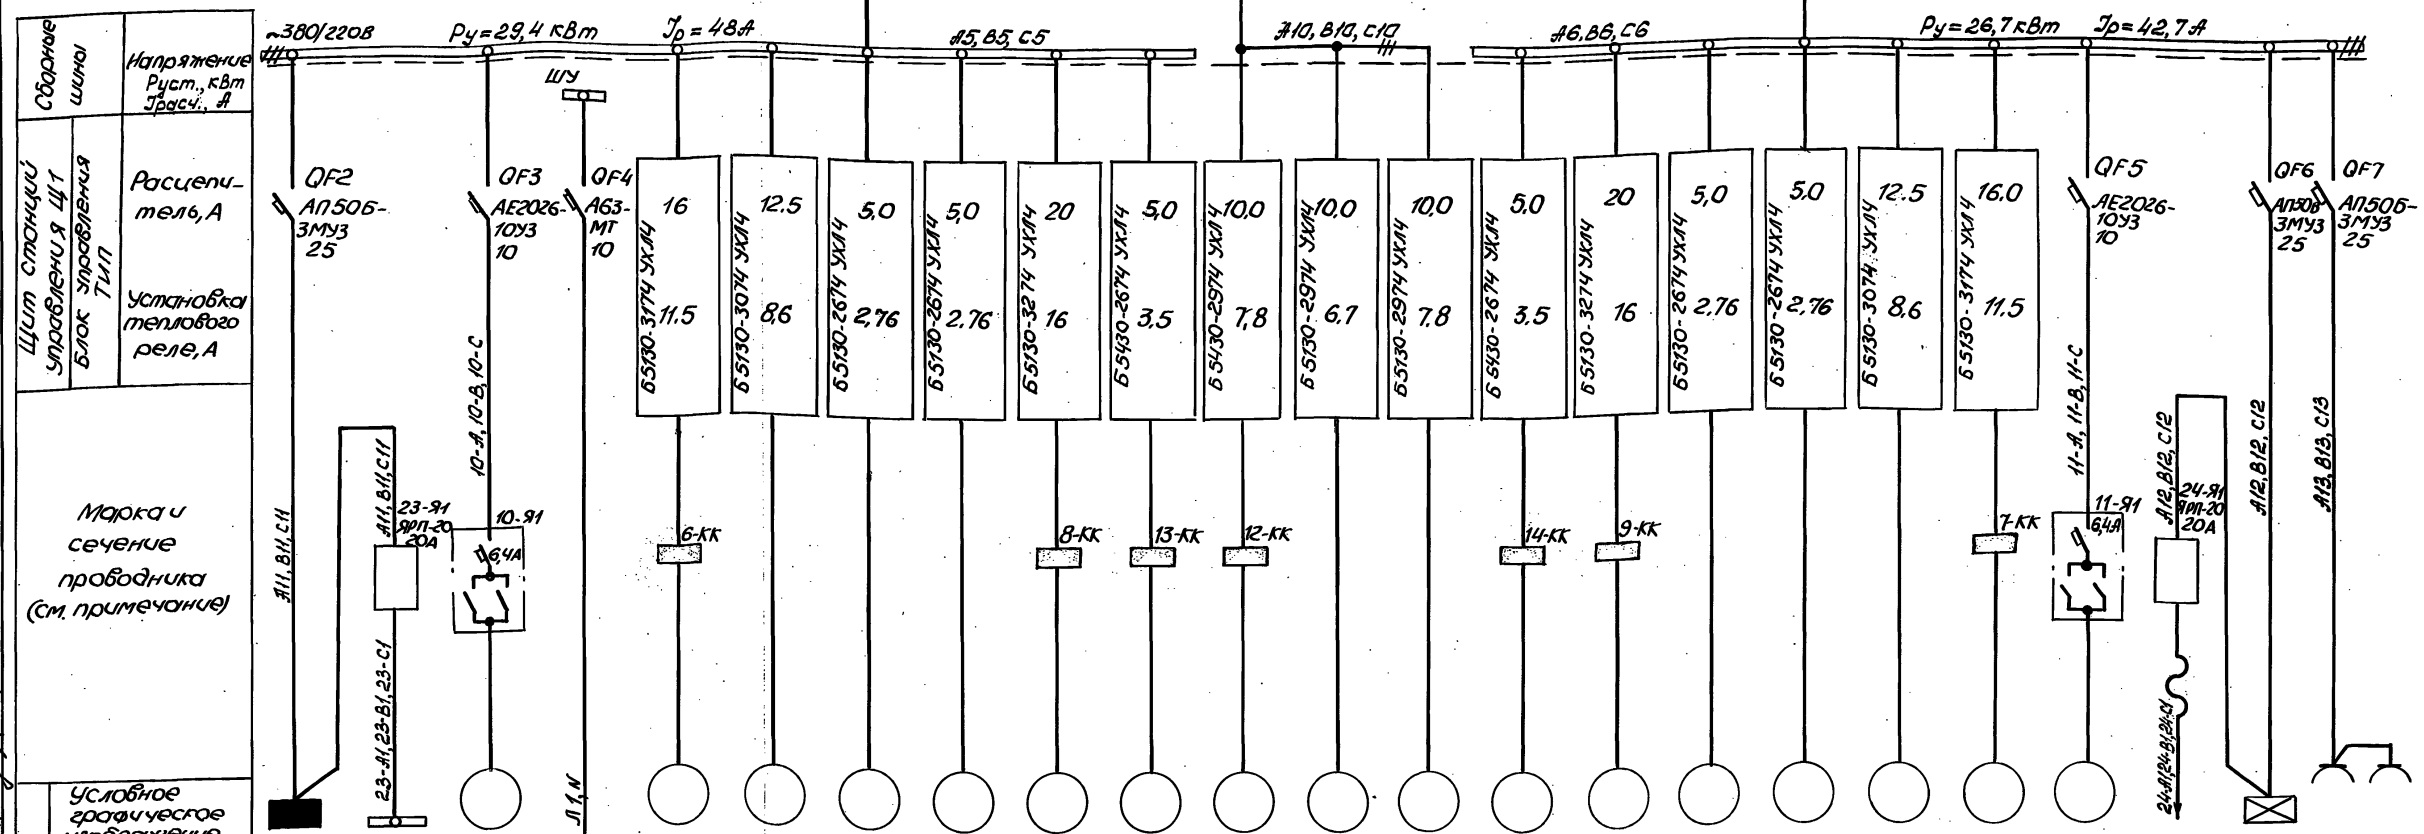 Сборные
шины
Напряжение
Руст., кВт
Iрасч., А
~380/220В
Ру=29,4 кВт
Iр=48А
А5, В5, С5
А10, В10, С10
А6, В6, С6
Ру=26,7 кВт
Iр=42,7А
ШУ
Щит станций
управления Щ1
Блок управления
ТИП
Расцепи-
тель, А
Установка
теплового
реле, А
QF2
АП50Б-
3МУ3
25
QF3
АЕ2026-
10У3
10
QF4
А63-
МТ
10
16
Б5130-3174 УХЛ4
11.5
12.5
Б5130-3074 УХЛ4
8,6
5,0
Б5130-2674 УХЛ4
2,76
5,0
Б5130-2674 УХЛ4
2.76
20
Б5130-3274 УХЛ4
16
5,0
Б5430-2674 УХЛ4
3,5
10,0
Б5430-2974 УХЛ4
7,8
10,0
Б5130-2974 УХЛ4
6.7
10,0
Б5130-2974 УХЛ4
7.8
5.0
Б5430-2674 УХЛ4
3.5
20
Б5130-3274 УХЛ4
16
5,0
Б5130-2674 УХЛ4
2,76
5.0
Б5130-2674 УХЛ4
2,76
12.5
Б5130-3074 УХЛ4
8,6
16.0
Б5130-3174 УХЛ4
11.5
QF5
АЕ2026-
10У3
10
QF6
АП50Б
3МУ3
25
QF7
АП50Б-
3МУ3
25
Марка и
сечение
проводника
(см. примечание)
А11, В11, С11
А11, В11, С11
23-Я1
ЯРП-20
20А
23-А1, 23-В1, 23-С1
10-А, 10-В, 10-С
10-Я1
6,4А
Л1, N
6-КК
8-КК
13-КК
12-КК
14-КК
9-КК
7-КК
11-А, 11-В, 11-С
11-Я1
6,4А
А12, В12, С12
24-Я1
ЯРП-20
20А
24-А1, 24-В1, 24-С1
А12, В12, С12
А13, В13, С13
Условное
графическое